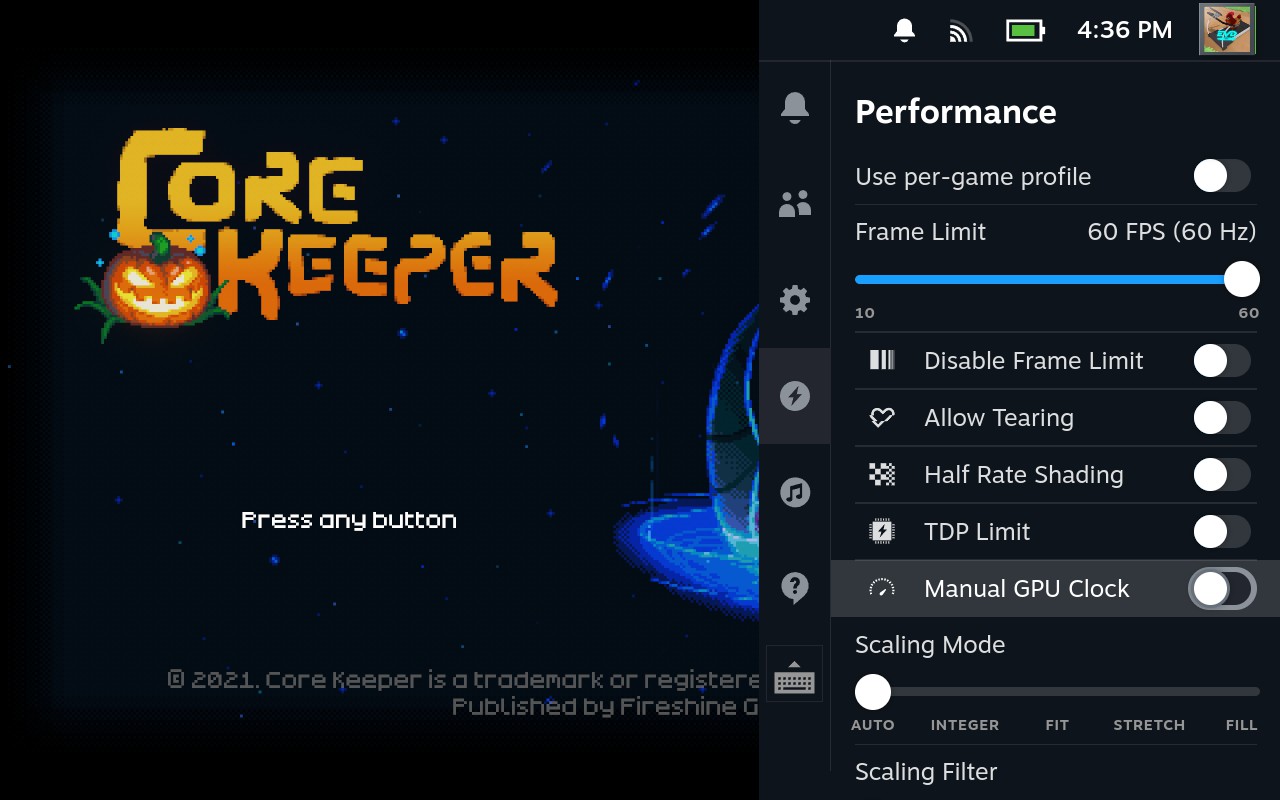 4:36 PM
CORE
KEEPER
Press any button
© 2021. Core Keeper is a trademark or registere
Published by Fireshine G
Performance
Use per-game profile
Frame Limit 60 FPS (60 Hz)
10 60
Disable Frame Limit
Allow Tearing
Half Rate Shading
TDP Limit
Manual GPU Clock
Scaling Mode
AUTO INTEGER FIT STRETCH FILL
Scaling Filter